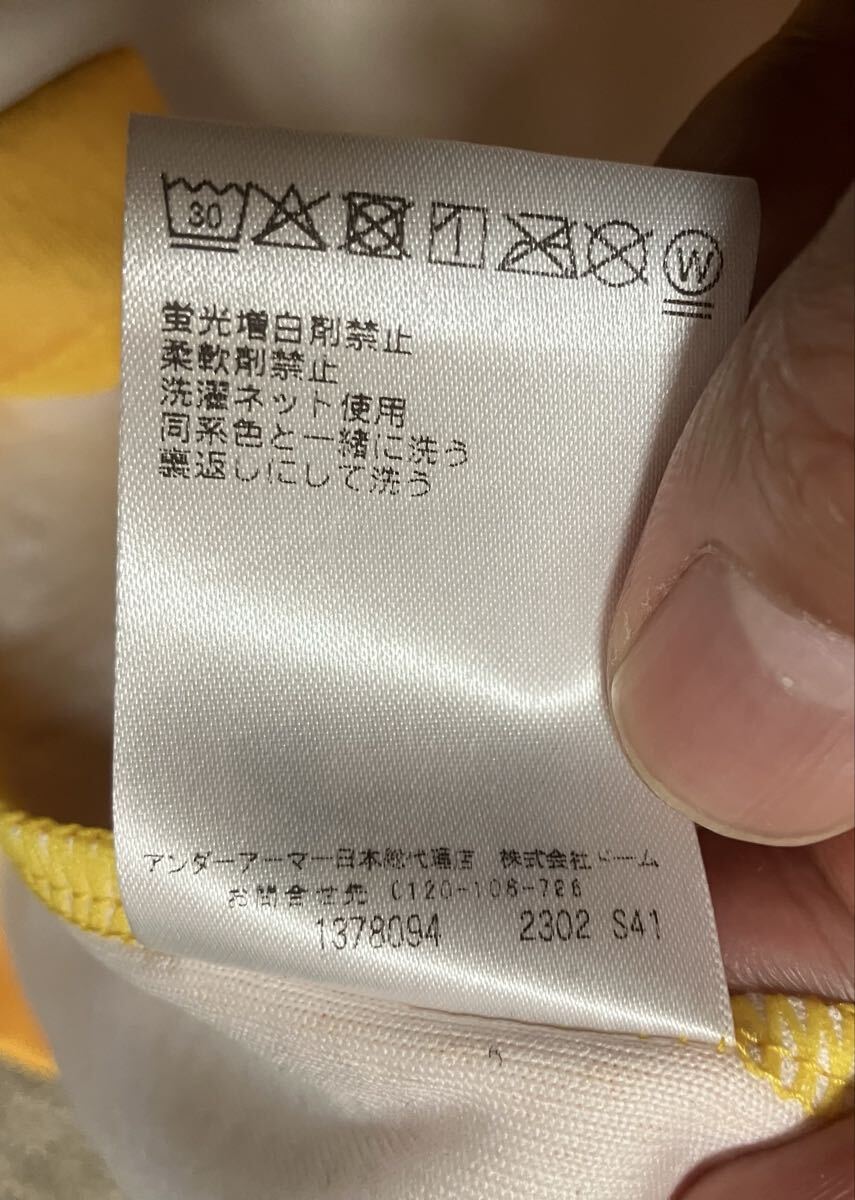 30
W
蛍光増白剤禁止
柔軟剤禁止
洗濯ネット使用
同系色と一緒に洗う
裏返しにして洗う
アンダーアーマー日本総代理店 株式会社ドーム
お問合せ先 0120-106-786
1378094 2302 S41